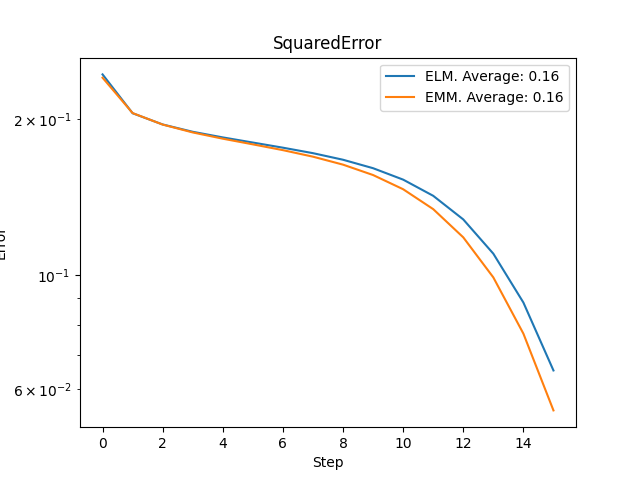 SquaredError
ELM. Average: 0.16
EMM. Average: 0.16
2 × 10⁻¹
10⁻¹
6 × 10⁻²
0 2 4 6 8 10 12 14
Step